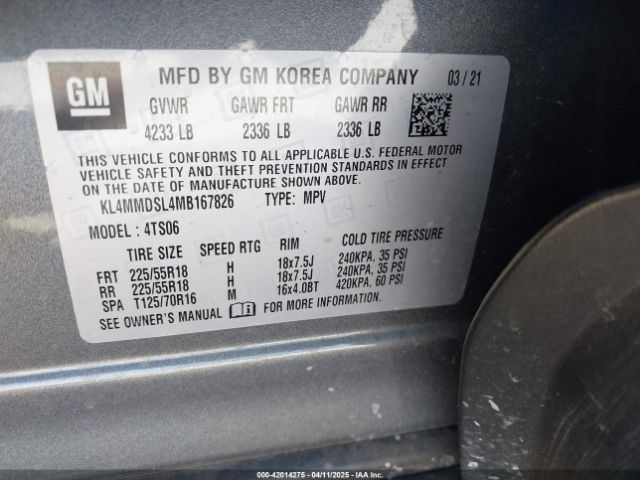 GM
MFD BY GM KOREA COMPANY 03/21
GVWR GAWR FRT GAWR RR
4233 LB 2336 LB 2336 LB
THIS VEHICLE CONFORMS TO ALL APPLICABLE U.S. FEDERAL MOTOR
VEHICLE SAFETY AND THEFT PREVENTION STANDARDS IN EFFECT
ON THE DATE OF MANUFACTURE SHOWN ABOVE.
KL4MMDSL4MB167826 TYPE: MPV
MODEL: 4TS06
TIRE SIZE SPEED RTG RIM COLD TIRE PRESSURE
FRT 225/55R18 H 18x7.5J 240KPA, 35 PSI
RR 225/55R18 H 18x7.5J 240KPA, 35 PSI
SPA T125/70R16 M 16x4.0BT 420KPA, 60 PSI
SEE OWNER'S MANUAL FOR MORE INFORMATION.
000-42014275 - 04/11/2025 - IAAI.com